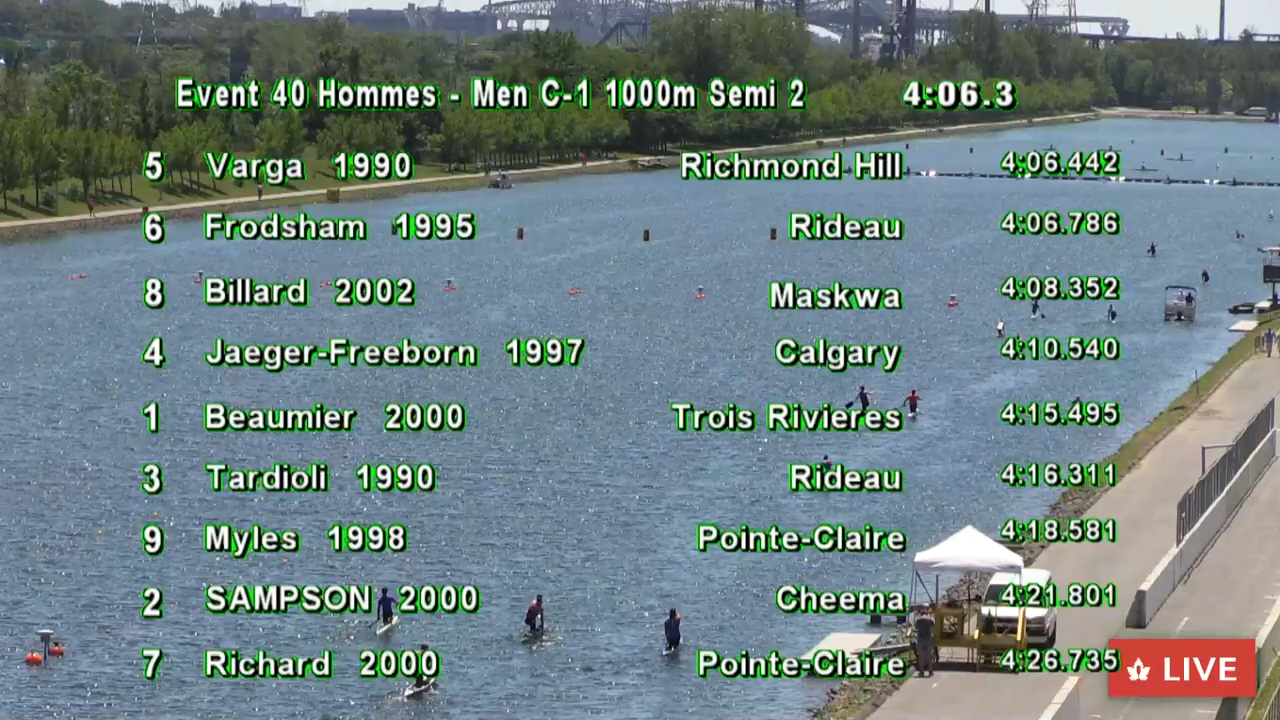 Event 40 Hommes - Men C-1 1000m Semi 2 4:06.3
5 Varga 1990 Richmond Hill 4:06.442
6 Frodsham 1995 Rideau 4:06.786
8 Billard 2002 Maskwa 4:08.352
4 Jaeger-Freeborn 1997 Calgary 4:10.540
1 Beaumier 2000 Trois Rivieres 4:15.495
3 Tardioli 1990 Rideau 4:16.311
9 Myles 1998 Pointe-Claire 4:18.581
2 SAMPSON 2000 Cheema 4:21.801
7 Richard 2000 Pointe-Claire 4:26.735
LIVE